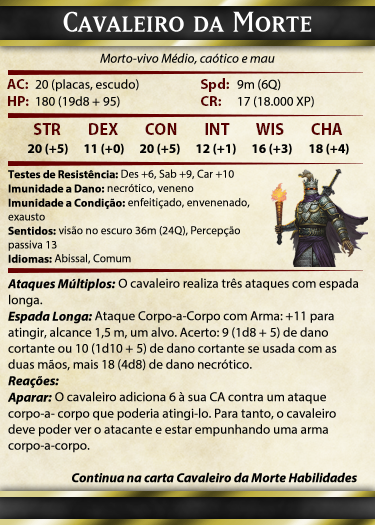 CAVALEIRO DA MORTE
Morto-vivo Médio, caótico e mau
AC: 20 (placas, escudo) Spd: 9m (6Q)
HP: 180 (19d8 + 95) CR: 17 (18.000 XP)
STR DEX CON INT WIS CHA
20 (+5) 11 (+0) 20 (+5) 12 (+1) 16 (+3) 18 (+4)
Testes de Resistência: Des +6, Sab +9, Car +10
Imunidade a Dano: necrótico, veneno
Imunidade a Condição: enfeitiçado, envenenado,
exausto
Sentidos: visão no escuro 36m (24Q), Percepção
passiva 13
Idiomas: Abissal, Comum
Ataques Múltiplos: O cavaleiro realiza três ataques com espada
longa.
Espada Longa: Ataque Corpo-a-Corpo com Arma: +11 para
atingir, alcance 1,5 m, um alvo. Acerto: 9 (1d8 + 5) de dano
cortante ou 10 (1d10 + 5) de dano cortante se usada com as
duas mãos, mais 18 (4d8) de dano necrótico.
Reações:
Aparar: O cavaleiro adiciona 6 à sua CA contra um ataque
corpo-a- corpo que poderia atingi-lo. Para tanto, o cavaleiro
deve poder ver o atacante e estar empunhando uma arma
corpo-a-corpo.
Continua na carta Cavaleiro da Morte Habilidades